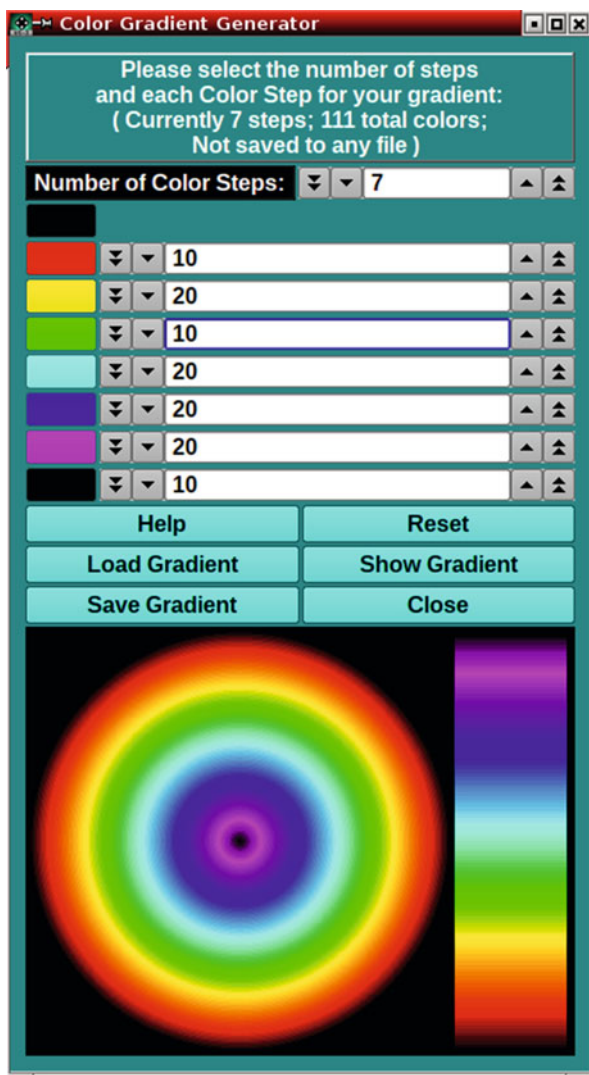 Color Gradient Generator
Please select the number of steps
and each Color Step for your gradient:
( Currently 7 steps; 111 total colors;
Not saved to any file )
Number of Color Steps: 7
10
20
10
20
20
20
10
Help Reset
Load Gradient Show Gradient
Save Gradient Close